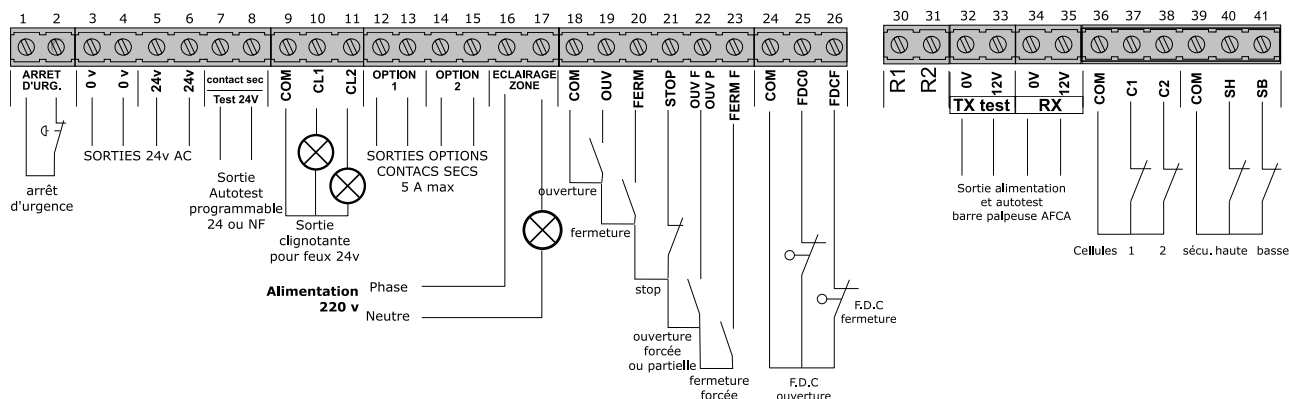 1 2 3 4 5 6 7 8 9 10 11 12 13 14 15 16 17 18 19 20 21 22 23 24 25 26
30 31 32 33 34 35 36 37 38 39 40 41
ARRET
D'URG.
0 v
0 v
24v
24v
contact sec
Test 24V
COM
CL1
CL2
OPTION
1
OPTION
2
ECLAIRAGE
ZONE
COM
OUV
FERM
STOP
OUV F
OUV P
FERM F
COM
FDC0
FDCF
R1
R2
0V
12V
TX test
0V
12V
RX
COM
C1
C2
COM
SH
SB
SORTIES 24v AC
arrêt
d'urgence
Sortie
Autotest
programmable
24 ou NF
Sortie
clignotante
pour feux 24v
SORTIES OPTIONS
CONTACS SECS
5 A max
Alimentation
220 v
Phase
Neutre
ouverture
fermeture
stop
ouverture
forcée
ou partielle
fermeture
forcée
F.D.C
ouverture
F.D.C
fermeture
Sortie alimentation
et autotest
barre palpeuse AFCA
Cellules 1 2
sécu. haute basse